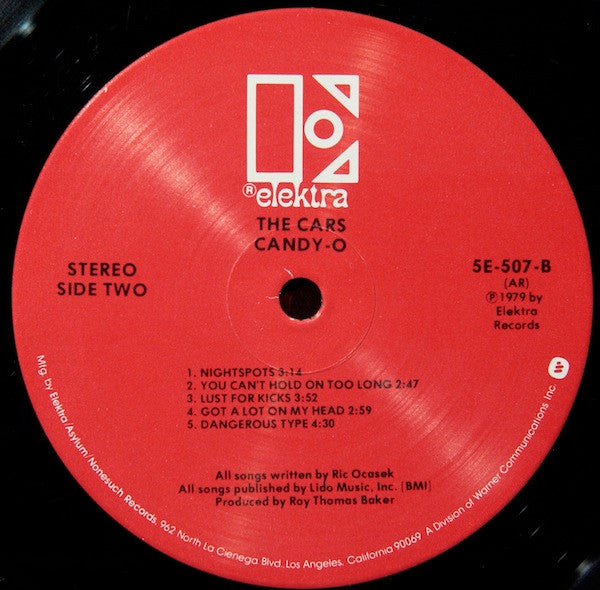 ® elektra
THE CARS
CANDY-O
STEREO
SIDE TWO
5E-507-B
(AR)
℗ 1979 by
Elektra
Records
1. NIGHTSPOTS 3:14
2. YOU CAN'T HOLD ON TOO LONG 2:47
3. LUST FOR KICKS 3:52
4. GOT A LOT ON MY HEAD 2:59
5. DANGEROUS TYPE 4:30
All songs written by Ric Ocasek
All songs published by Lido Music, Inc. [BMI]
Produced by Roy Thomas Baker
Mfg. by Elektra/Asylum/Nonesuch Records, 962 North La Cienega Blvd., Los Angeles, California 90069 A Division of Warner Communications Inc.